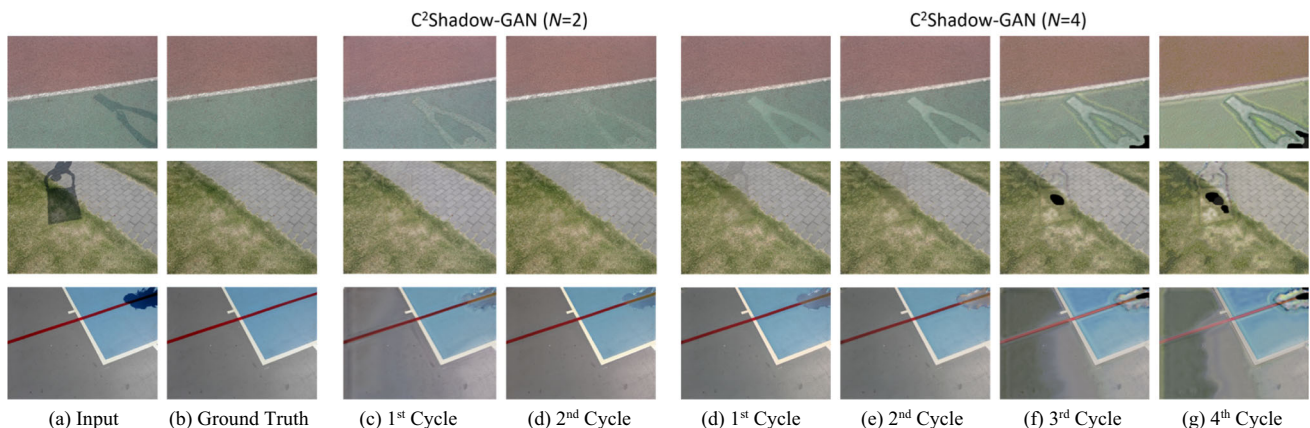 C²Shadow-GAN (N=2) C²Shadow-GAN (N=4)
(a) Input (b) Ground Truth (c) 1st Cycle (d) 2nd Cycle (d) 1st Cycle (e) 2nd Cycle (f) 3rd Cycle (g) 4th Cycle